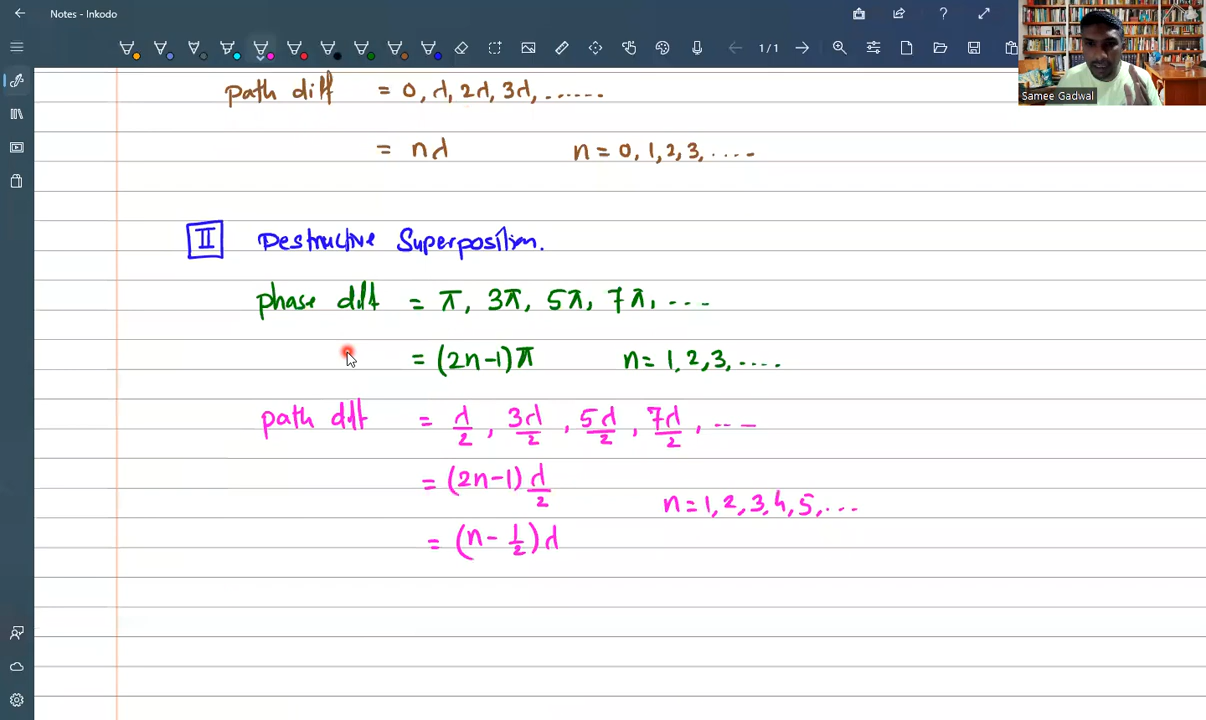 Notes - Inkodo
1/1
Samee Gadwal
path diff = 0, λ, 2λ, 3λ, ......
= nλ n = 0, 1, 2, 3, ....
II Destructive Superposition.
phase diff = π, 3π, 5π, 7π, ...
= (2n-1)π n = 1, 2, 3, ....
path diff = λ/2, 3λ/2, 5λ/2, 7λ/2, ...
= (2n-1) λ/2
n = 1, 2, 3, 4, 5, ...
= (n - 1/2) λ